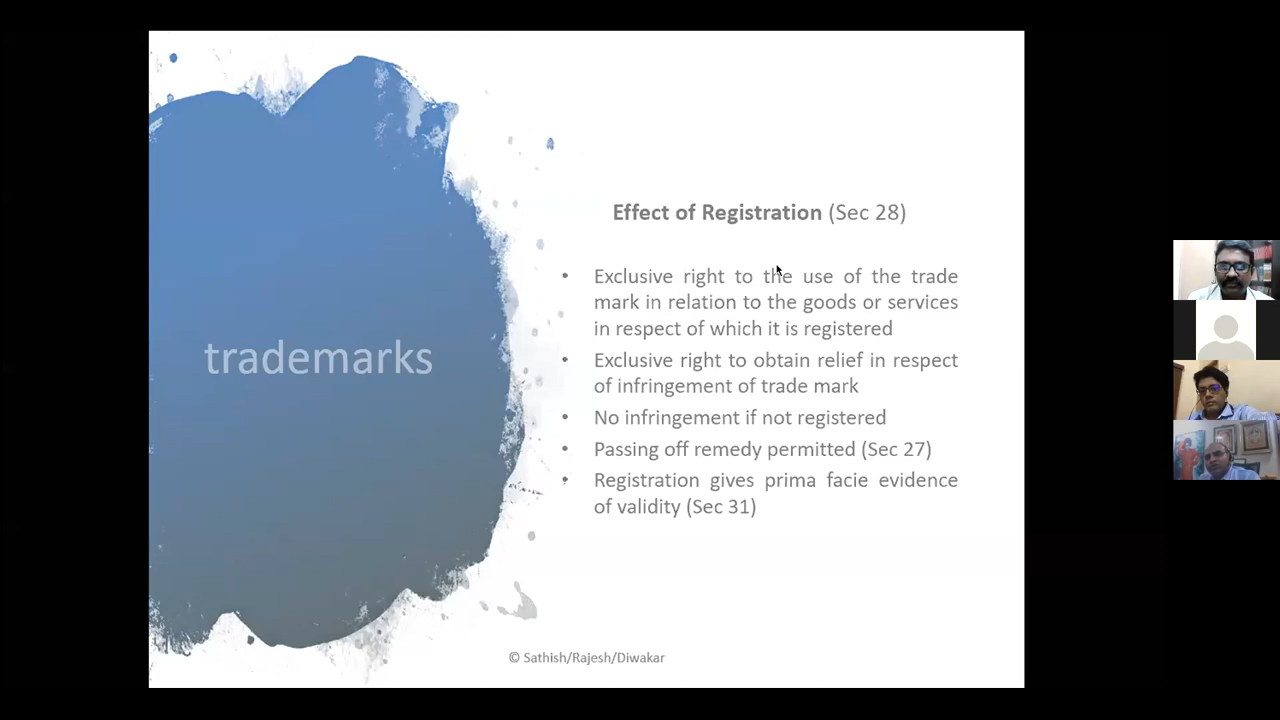 trademarks
Effect of Registration (Sec 28)
• Exclusive right to the use of the trade
mark in relation to the goods or services
in respect of which it is registered
• Exclusive right to obtain relief in respect
of infringement of trade mark
• No infringement if not registered
• Passing off remedy permitted (Sec 27)
• Registration gives prima facie evidence
of validity (Sec 31)
© Sathish/Rajesh/Diwakar